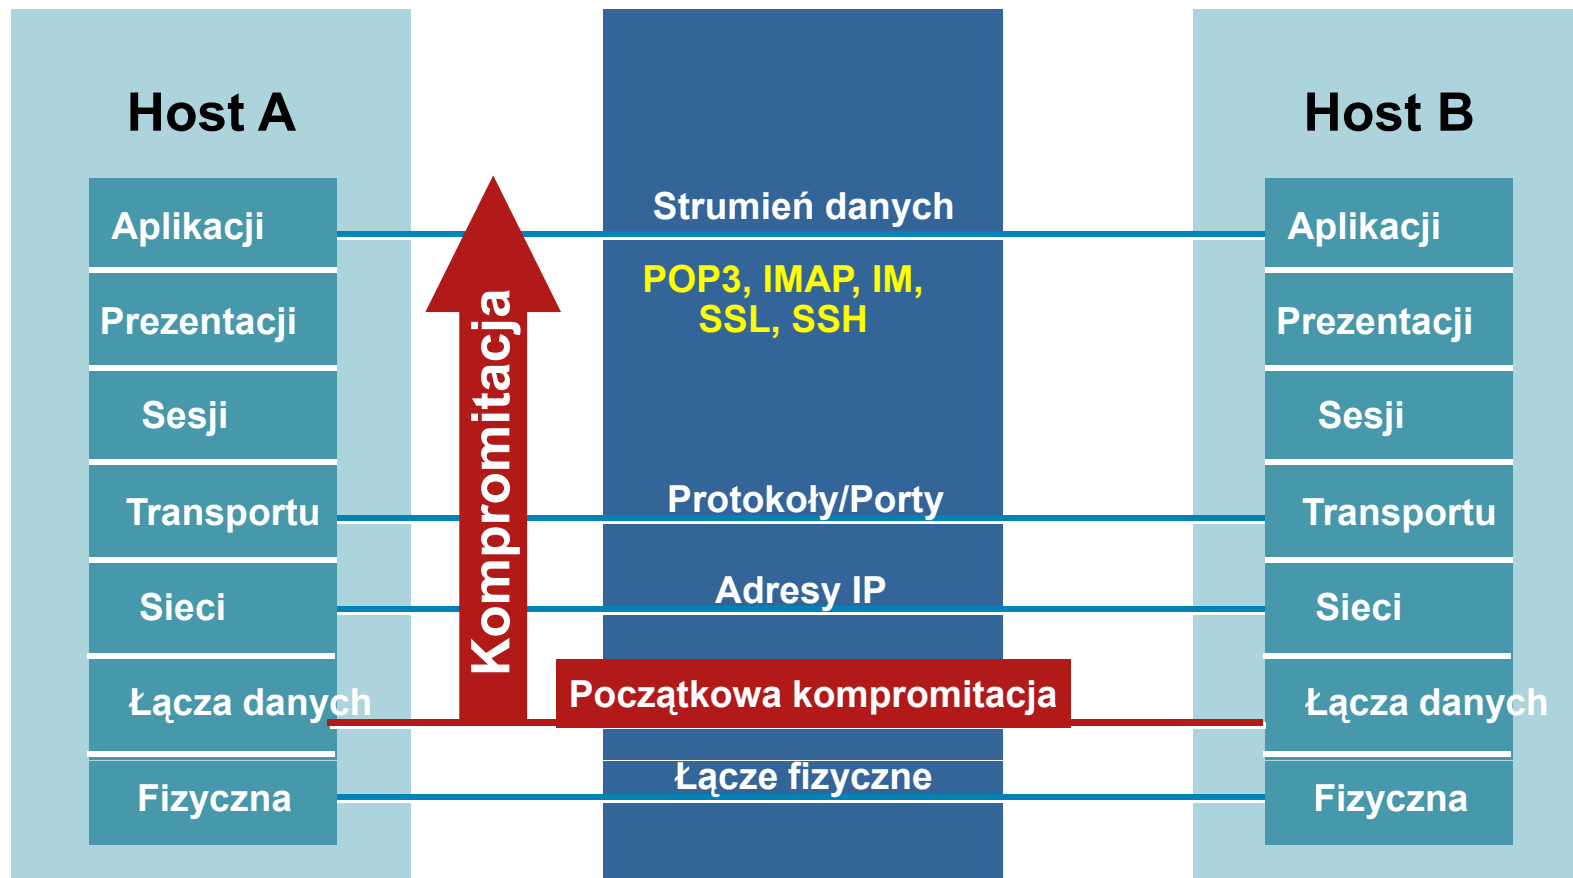 Host A
Aplikacji
Prezentacji
Sesji
Transportu
Sieci
Łącza danych
Fizyczna
Kompromitacja
Strumień danych
POP3, IMAP, IM,
SSL, SSH
Protokoły/Porty
Adresy IP
Początkowa kompromitacja
Łącze fizyczne
Host B
Aplikacji
Prezentacji
Sesji
Transportu
Sieci
Łącza danych
Fizyczna